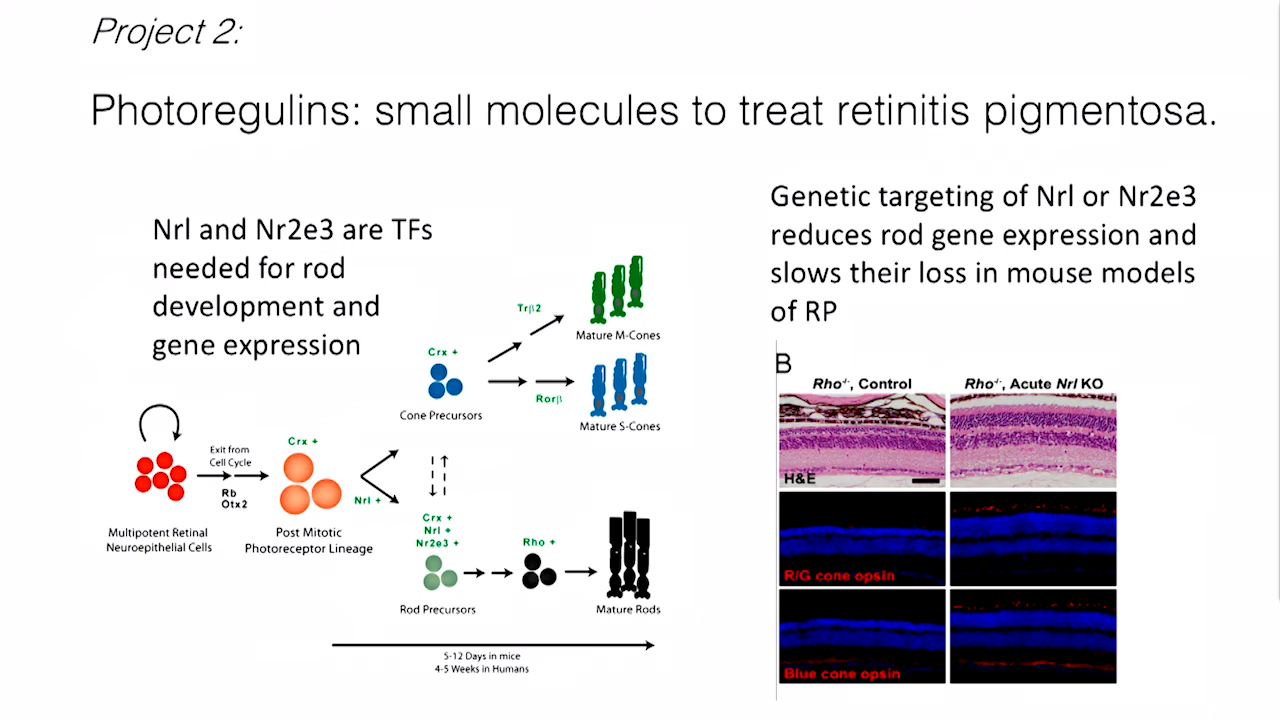 Project 2:
Photoregulins: small molecules to treat retinitis pigmentosa.
Nrl and Nr2e3 are TFs
needed for rod
development and
gene expression
Genetic targeting of Nrl or Nr2e3
reduces rod gene expression and
slows their loss in mouse models
of RP
Trβ2
Mature M-Cones
Crx +
Cone Precursors
Rorβ
Mature S-Cones
Exit from
Cell Cycle
Rb
Otx2
Multipotent Retinal
Neuroepithelial Cells
Crx +
Post Mitotic
Photoreceptor Lineage
Nrl +
Crx +
Nrl +
Nr2e3 +
Rod Precursors
Rho +
Mature Rods
5-12 Days in mice
4-5 Weeks in Humans
B
Rho-/-, Control
Rho-/-, Acute Nrl KO
H&E
R/G cone opsin
Blue cone opsin